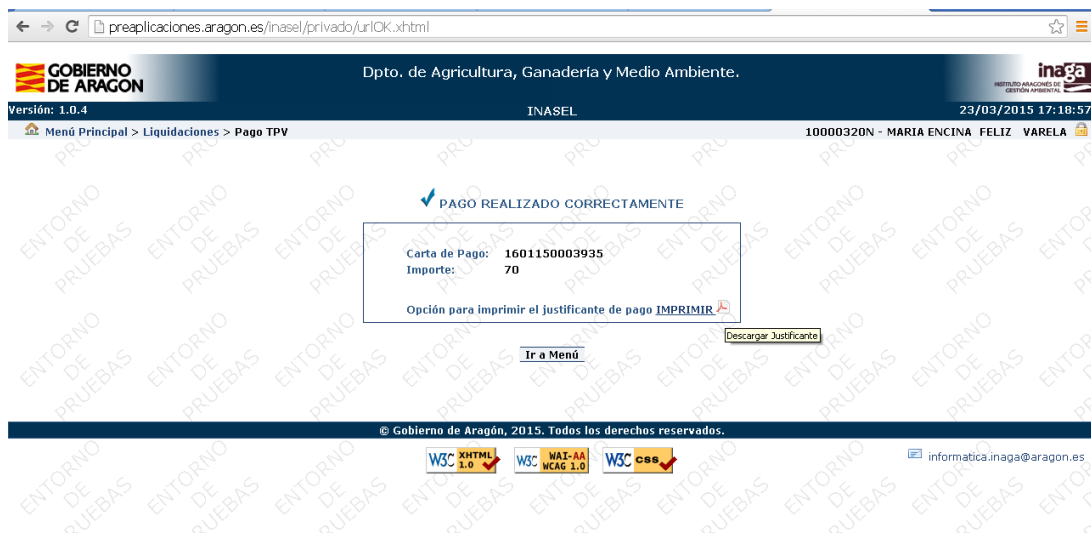 preaplicaciones.aragon.es/inasel/privado/urlOK.xhtml
GOBIERNO
DE ARAGON
Dpto. de Agricultura, Ganadería y Medio Ambiente.
inaga
INSTITUTO ARAGONÉS DE
GESTIÓN AMBIENTAL
Versión: 1.0.4
INASEL
23/03/2015 17:18:57
Menú Principal > Liquidaciones > Pago TPV
10000320N - MARIA ENCINA FELIZ VARELA
PAGO REALIZADO CORRECTAMENTE
Carta de Pago: 1601150003935
Importe: 70
Opción para imprimir el justificante de pago IMPRIMIR
Descargar Justificante
Ir a Menú
© Gobierno de Aragón, 2015. Todos los derechos reservados.
W3C XHTML 1.0
W3C WAI-AA WCAG 1.0
W3C css
informatica.inaga@aragon.es
ENTORNO
DE
PRUEBAS